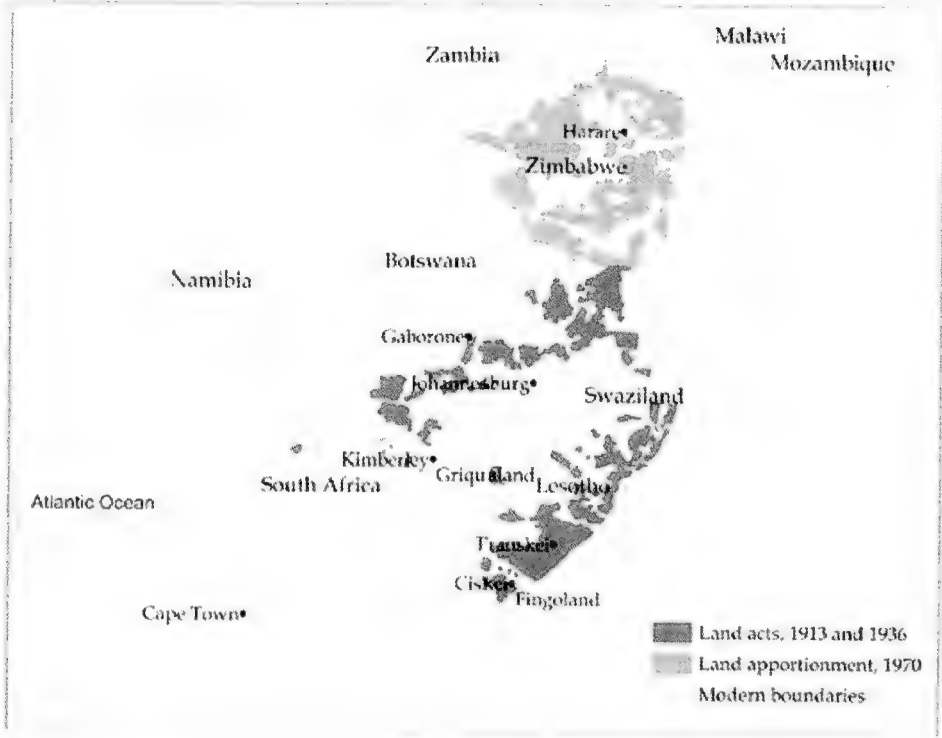 Malawi
Zambia
Mozambique
Harare
Zimbabwe
Botswana
Namibia
Gaborone
Johannesburg
Swaziland
Kimberley
Griqualand
South Africa
Lesotho
Atlantic Ocean
Transkei
Ciskei
Fingoland
Cape Town
Land acts, 1913 and 1936
Land apportionment, 1970
Modern boundaries